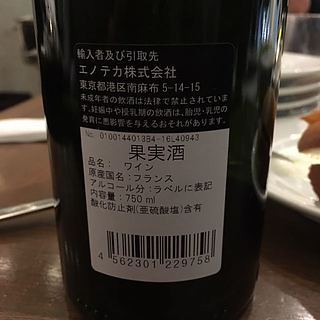 輸入者及び引取先
エノテカ株式会社
東京都港区南麻布 5-14-15
未成年者の飲酒は法律で禁止されています。
妊娠中や授乳期の飲酒は、胎児・乳児の
発育に悪影響を与えるおそれがあります。
No. 0100144013B4-16L40943
果実酒
品名: ワイン
原産国名:フランス
アルコール分:ラベルに表記
内容量:750 ml
酸化防止剤(亜硫酸塩)含有
4 562301 229758